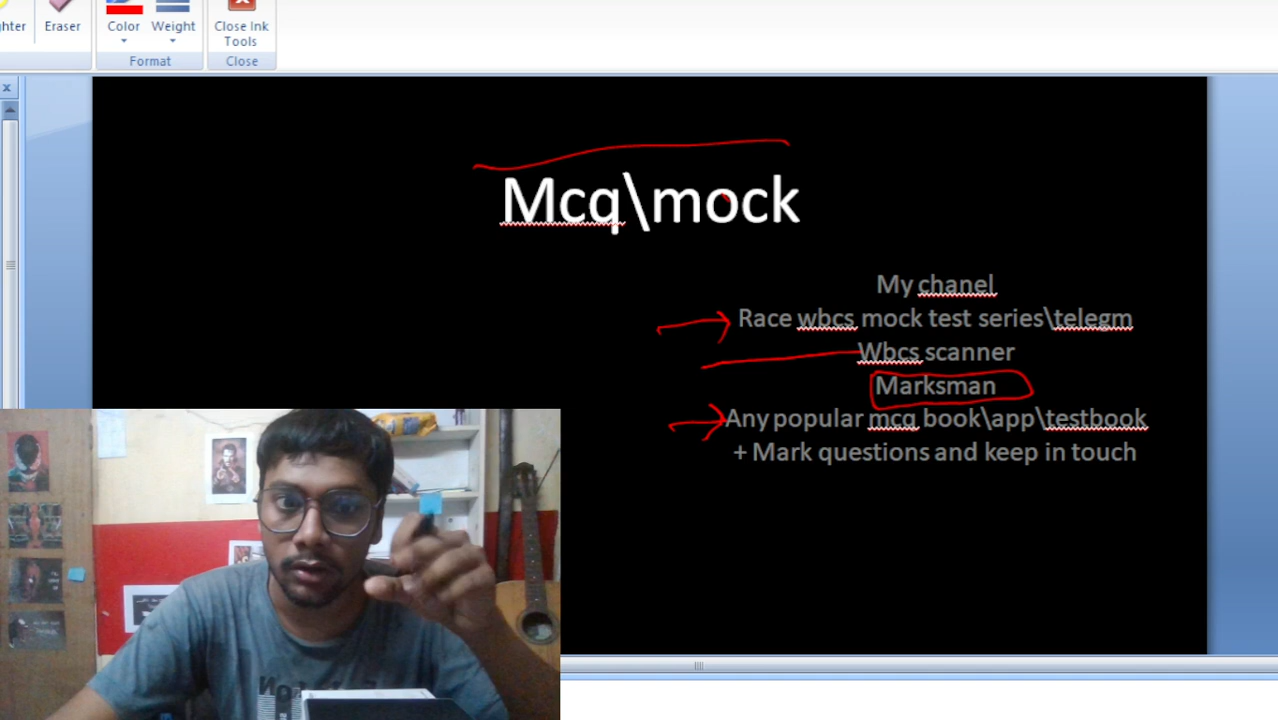 Eraser
Color
Weight
Close Ink
Tools
Format
Close
Mcq\mock
My chanel
Race wbcs mock test series\telegm
Wbcs scanner
Marksman
Any popular mcq book\app\testbook
+ Mark questions and keep in touch